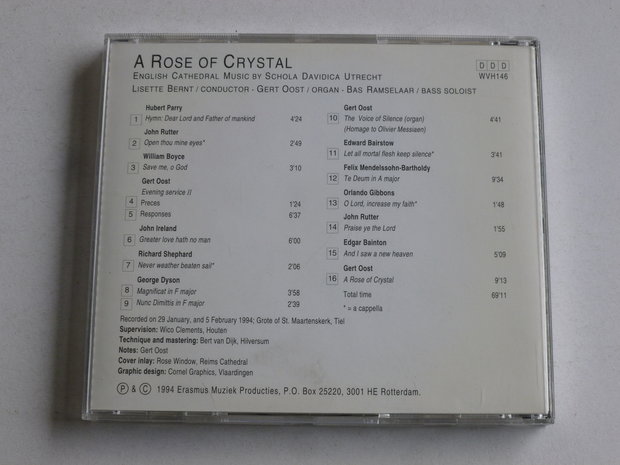 A ROSE OF CRYSTAL
ENGLISH CATHEDRAL MUSIC BY SCHOLA DAVIDICA UTRECHT
D D D
WVH146
LISETTE BERNT / CONDUCTOR - GERT OOST / ORGAN - BAS RAMSELAAR / BASS SOLOIST
Hubert Parry
1 Hymn: Dear Lord and Father of mankind 4'24
John Rutter
2 Open thou mine eyes* 2'49
William Boyce
3 Save me, o God 3'10
Gert Oost
Evening service II
4 Preces 1'24
5 Responses 6'37
John Ireland
6 Greater love hath no man 6'00
Richard Shephard
7 Never weather beaten sail* 2'06
George Dyson
8 Magnificat in F major 3'58
9 Nunc Dimittis in F major 2'39
Gert Oost
10 The Voice of Silence (organ) 4'41
(Homage to Olivier Messiaen)
Edward Bairstow
11 Let all mortal flesh keep silence* 3'41
Felix Mendelssohn-Bartholdy
12 Te Deum in A major 9'34
Orlando Gibbons
13 O Lord, increase my faith* 1'48
John Rutter
14 Praise ye the Lord 1'55
Edgar Bainton
15 And I saw a new heaven 5'09
Gert Oost
16 A Rose of Crystal 9'13
Total time 69'11
* = a cappella
Recorded on 29 January, and 5 February 1994; Grote of St. Maartenskerk, Tiel
Supervision: Wico Clements, Houten
Technique and mastering: Bert van Dijk, Hilversum
Notes: Gert Oost
Cover inlay: Rose Window, Reims Cathedral
Graphic design: Cornel Graphics, Vlaardingen
Ⓟ & © 1994 Erasmus Muziek Producties, P.O. Box 25220, 3001 HE Rotterdam.